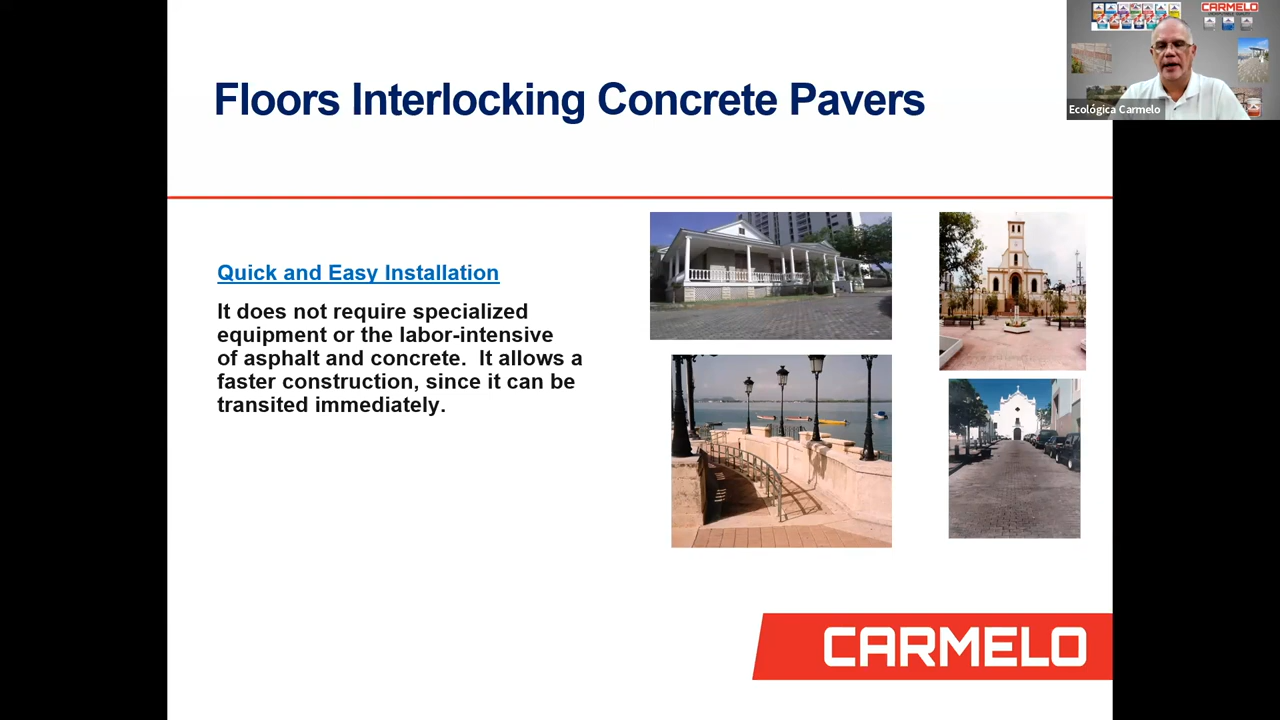 CARMELO
Ecológica Carmelo
Floors Interlocking Concrete Pavers
Quick and Easy Installation
It does not require specialized
equipment or the labor-intensive
of asphalt and concrete.  It allows a
faster construction, since it can be
transited immediately.
CARMELO